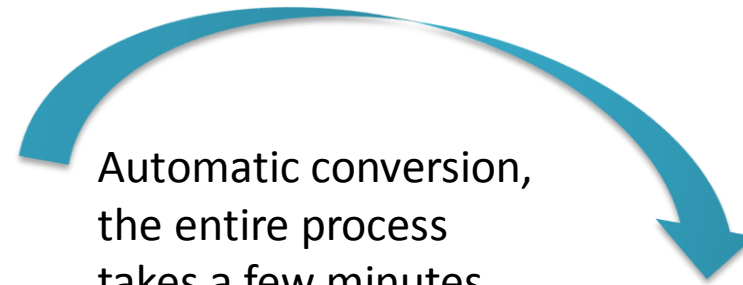 Automatic conversion,
the entire process
takes a few minutes